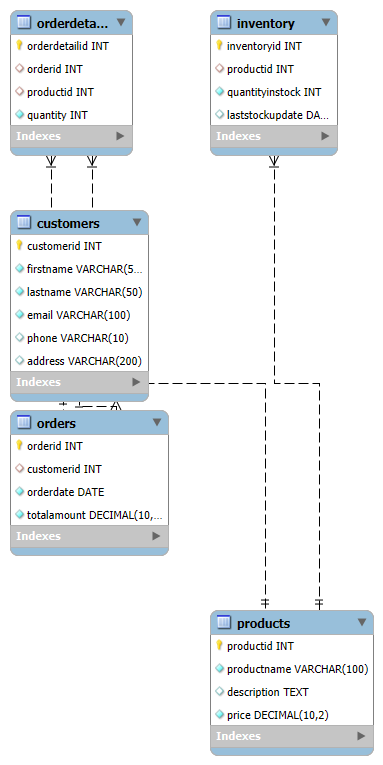 orderdeta...
orderdetailid INT
orderid INT
productid INT
quantity INT
Indexes
inventory
inventoryid INT
productid INT
quantityinstock INT
laststockupdate DA...
Indexes
customers
customerid INT
firstname VARCHAR(5...
lastname VARCHAR(50)
email VARCHAR(100)
phone VARCHAR(10)
address VARCHAR(200)
Indexes
orders
orderid INT
customerid INT
orderdate DATE
totalamount DECIMAL(10,...
Indexes
products
productid INT
productname VARCHAR(100)
description TEXT
price DECIMAL(10,2)
Indexes